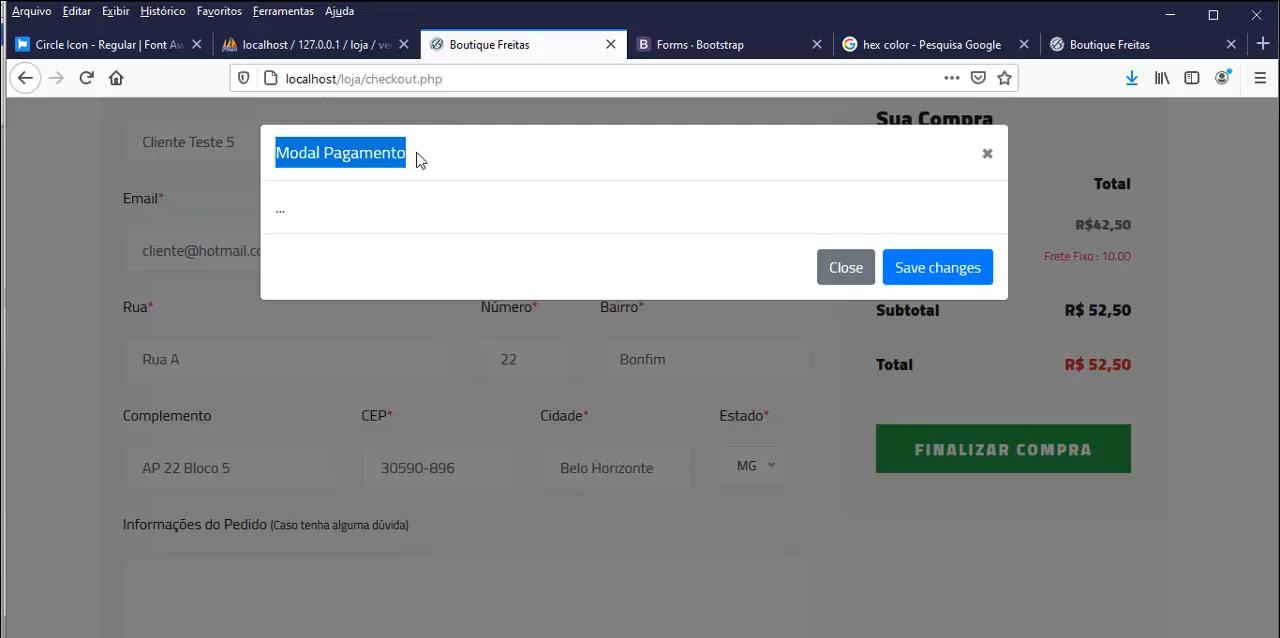 Arquivo Editar Exibir Histórico Favoritos Ferramentas Ajuda
Circle Icon - Regular | Font Aw
localhost / 127.0.0.1 / loja / ve
Boutique Freitas
Forms · Bootstrap
hex color - Pesquisa Google
Boutique Freitas
localhost/loja/checkout.php
Sua Compra
Cliente Teste 5
Modal Pagamento
Total
Email*
...
R$42,50
cliente@hotmail.co
Frete Fixo : 10.00
Close
Save changes
Rua*
Número*
Bairro*
Subtotal
R$ 52,50
Rua A
22
Bonfim
Total
R$ 52,50
Complemento
CEP*
Cidade*
Estado*
FINALIZAR COMPRA
AP 22 Bloco 5
30590-896
Belo Horizonte
MG
Informações do Pedido (Caso tenha alguma dúvida)